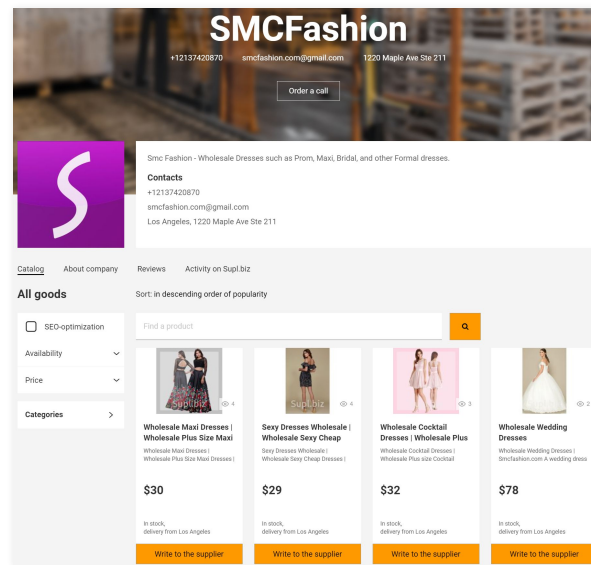 SMCFashion
+12137420870 smcfashion.com@gmail.com 1220 Maple Ave Ste 211
Order a call
S
Smc Fashion - Wholesale Dresses such as Prom, Maxi, Bridal, and other Formal dresses.
Contacts
+12137420870
smcfashion.com@gmail.com
Los Angeles, 1220 Maple Ave Ste 211
Catalog About company Reviews Activity on Supl.biz
All goods Sort: in descending order of popularity
SEO-optimization
Find a product
Availability
Price
Categories
Supl.biz 4
4
3
2
Wholesale Maxi Dresses |
Wholesale Plus Size Maxi
Wholesale Maxi Dresses |
Wholesale Plus Size Maxi Dresses |
$30
In stock,
delivery from Los Angeles
Write to the supplier
Sexy Dresses Wholesale |
Wholesale Sexy Cheap
Sexy Dresses Wholesale |
Wholesale Sexy Cheap Dresses |
$29
In stock,
delivery from Los Angeles
Write to the supplier
Wholesale Cocktail
Dresses | Wholesale Plus
Wholesale Cocktail Dresses |
Wholesale Plus size Cocktail
$32
In stock,
delivery from Los Angeles
Write to the supplier
Wholesale Wedding
Dresses
Wholesale Wedding Dresses |
Smcfashion.com A wedding dress
$78
In stock,
delivery from Los Angeles
Write to the supplier